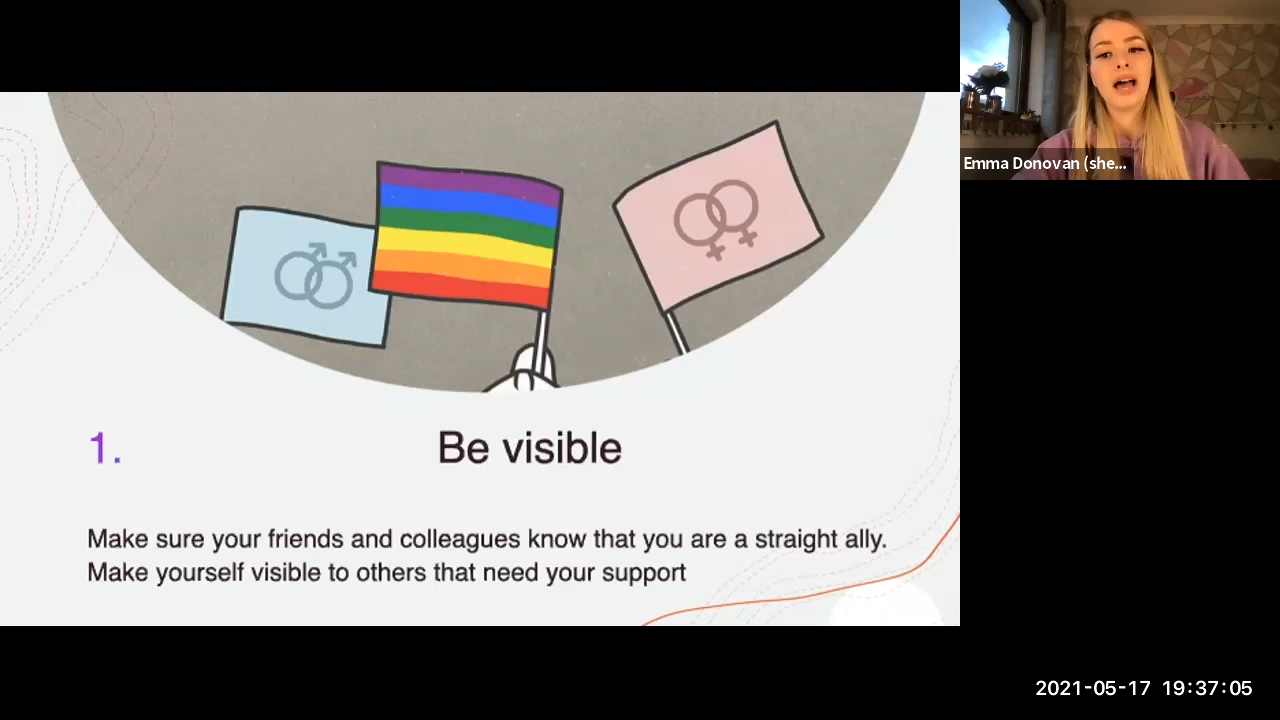 Emma Donovan (she...
1.
Be visible
Make sure your friends and colleagues know that you are a straight ally.
Make yourself visible to others that need your support
2021-05-17 19:37:05